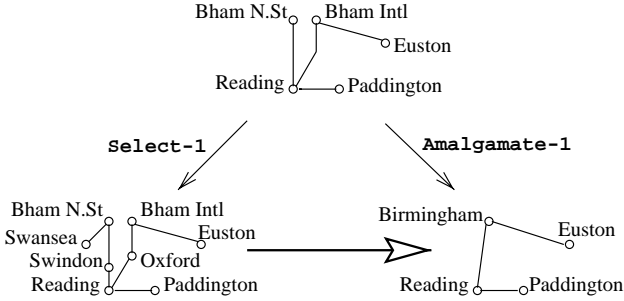 Bham N.St Bham Intl
Euston
Reading Paddington
Select-1 Amalgamate-1
Bham N.St Bham Intl
Swansea Euston
Swindon Oxford
Reading Paddington
Birmingham
Euston
Reading Paddington